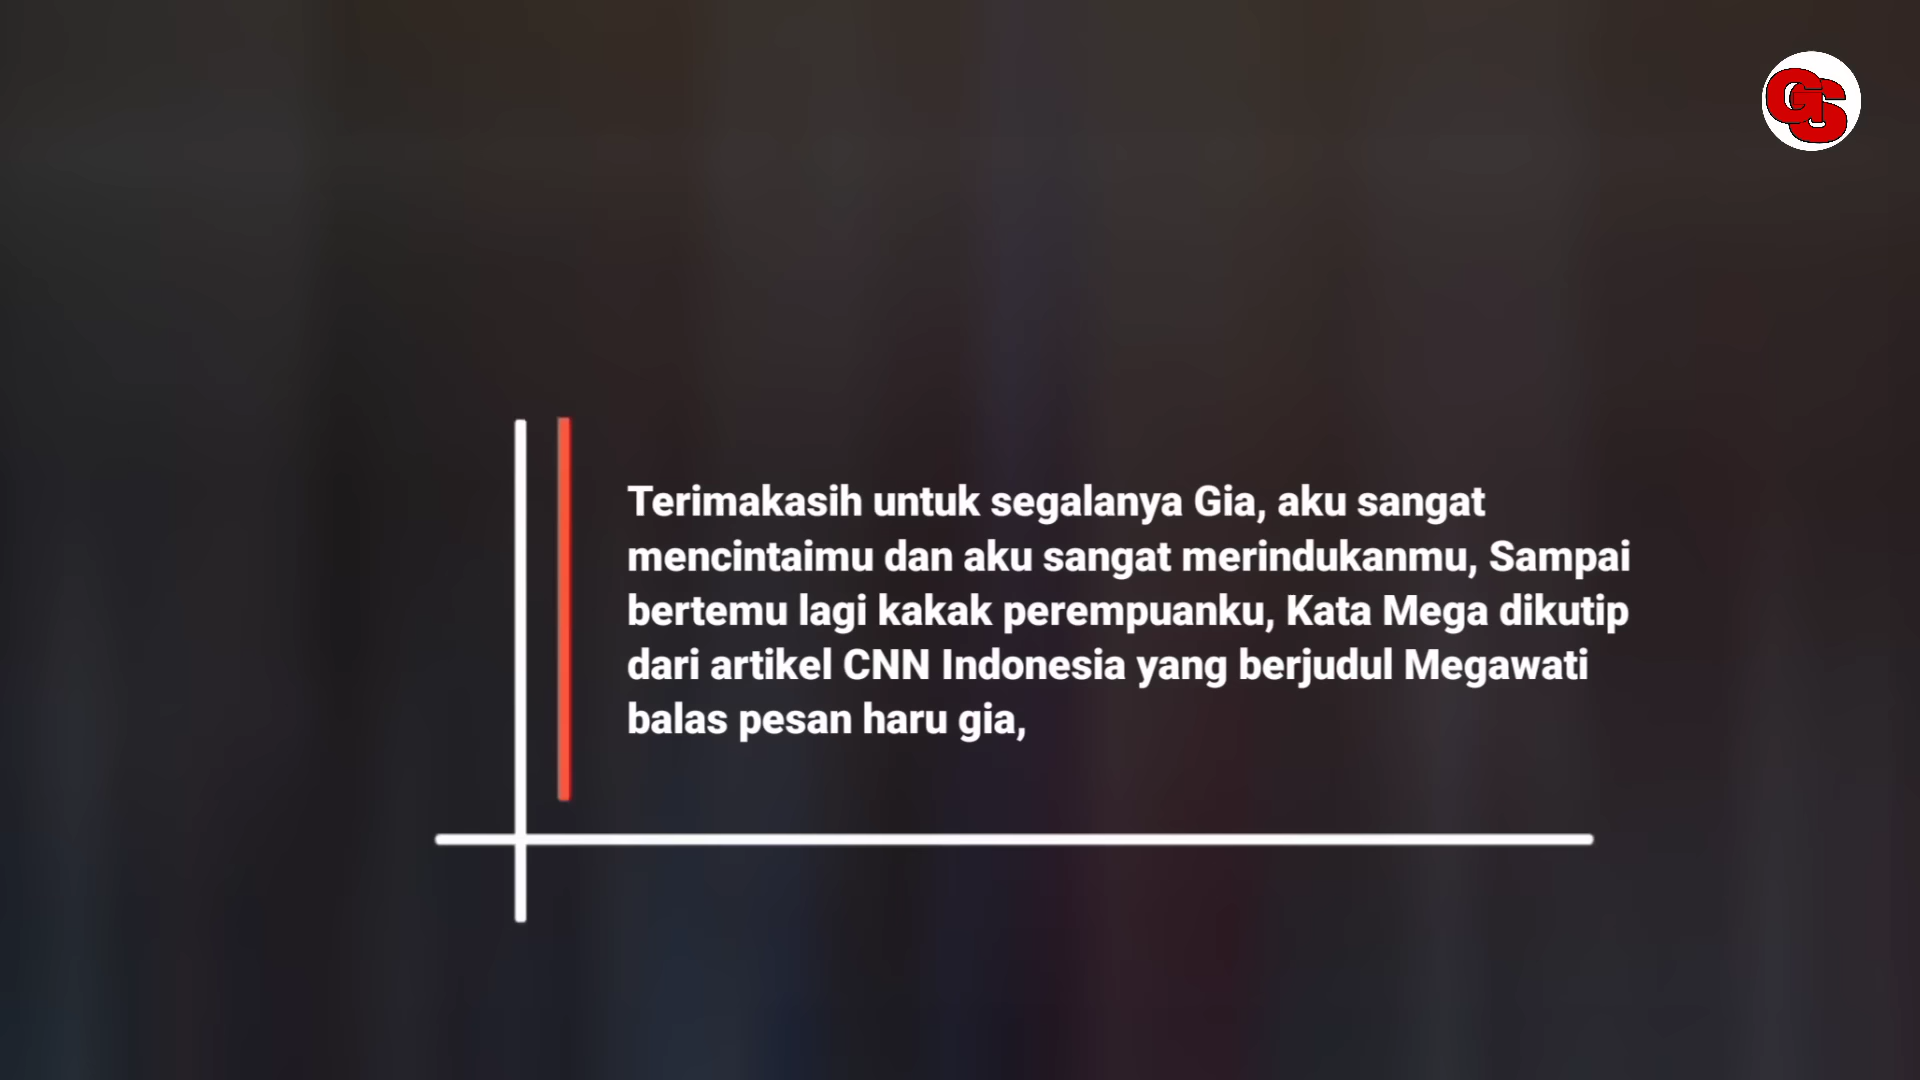 GS
Terimakasih untuk segalanya Gia, aku sangat
mencintaimu dan aku sangat merindukanmu, Sampai
bertemu lagi kakak perempuanku, Kata Mega dikutip
dari artikel CNN Indonesia yang berjudul Megawati
balas pesan haru gia,